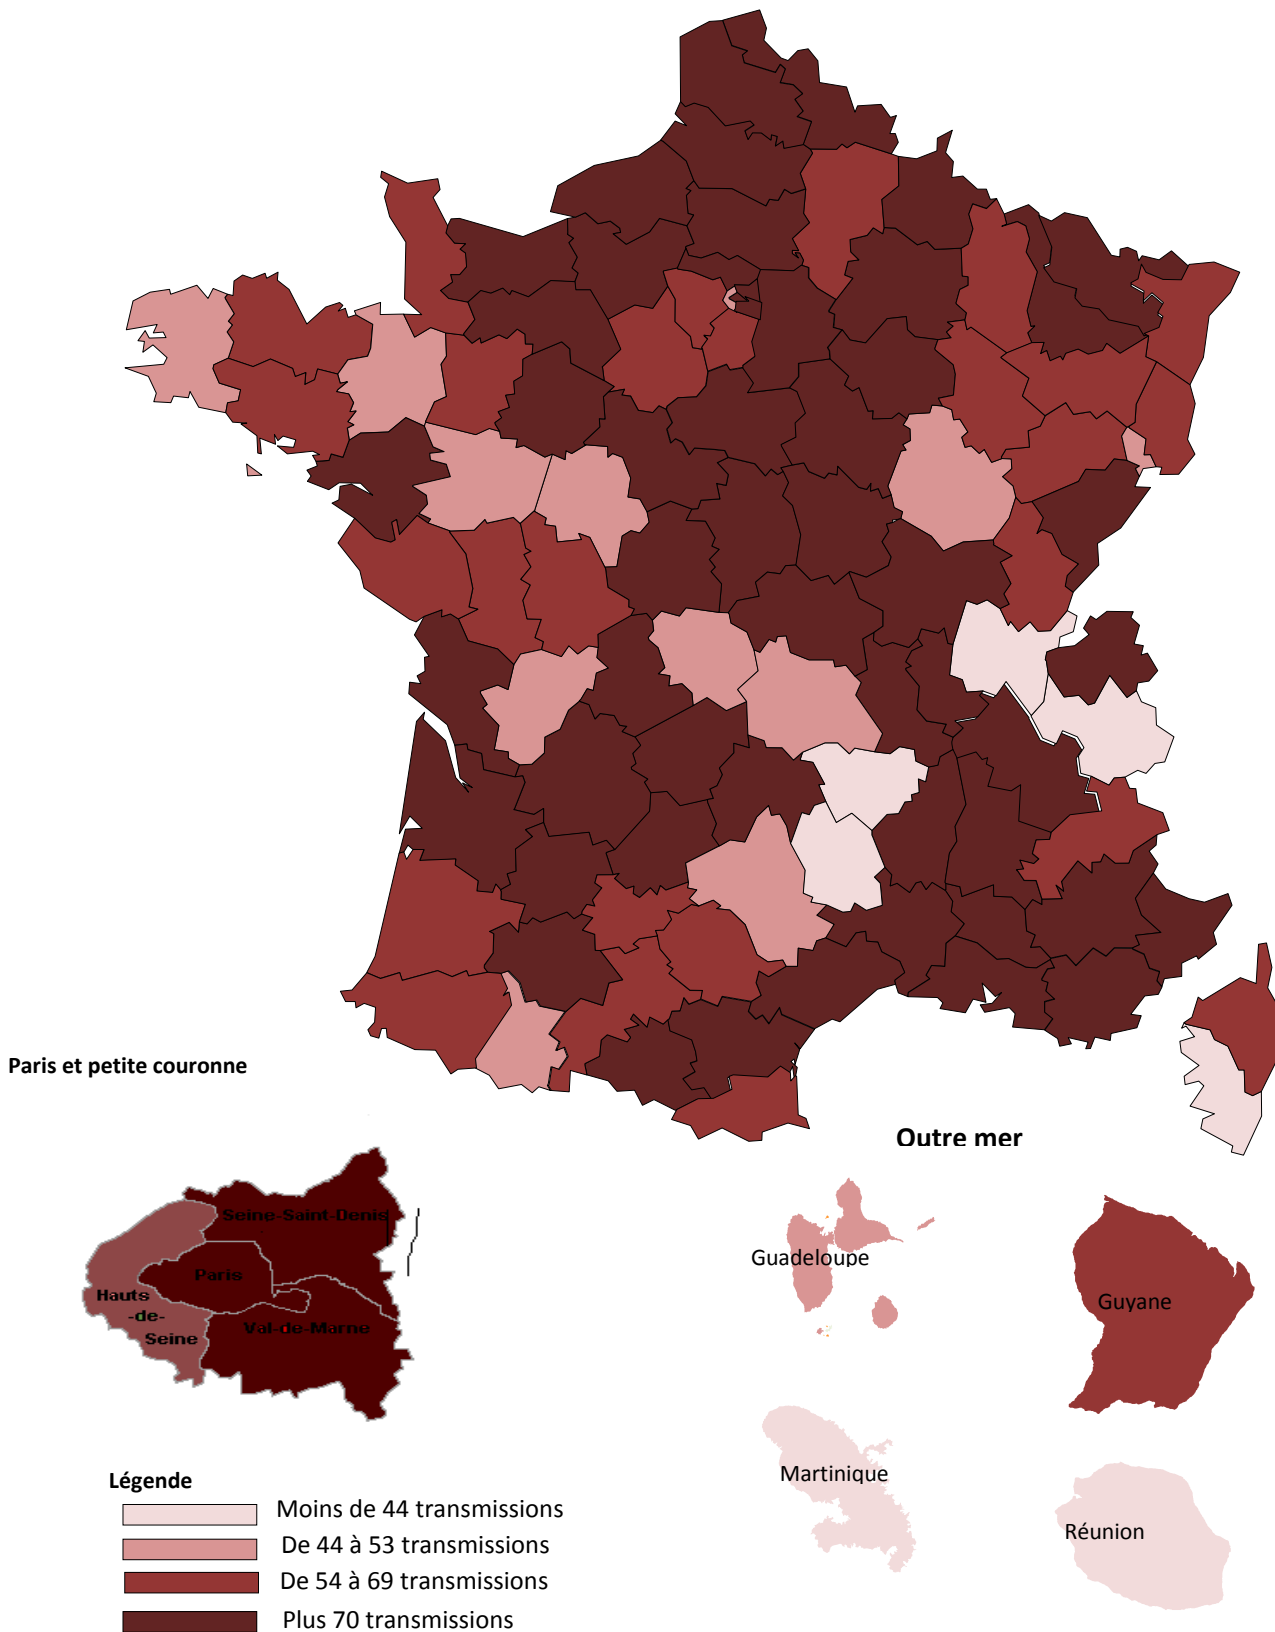 Paris et petite couronne
Outre mer
Seine-Saint-Denis
Paris
Hauts
-de-
Seine
Val-de-Marne
Guadeloupe
Guyane
Martinique
Réunion
Légende
Moins de 44 transmissions
De 44 à 53 transmissions
De 54 à 69 transmissions
Plus 70 transmissions